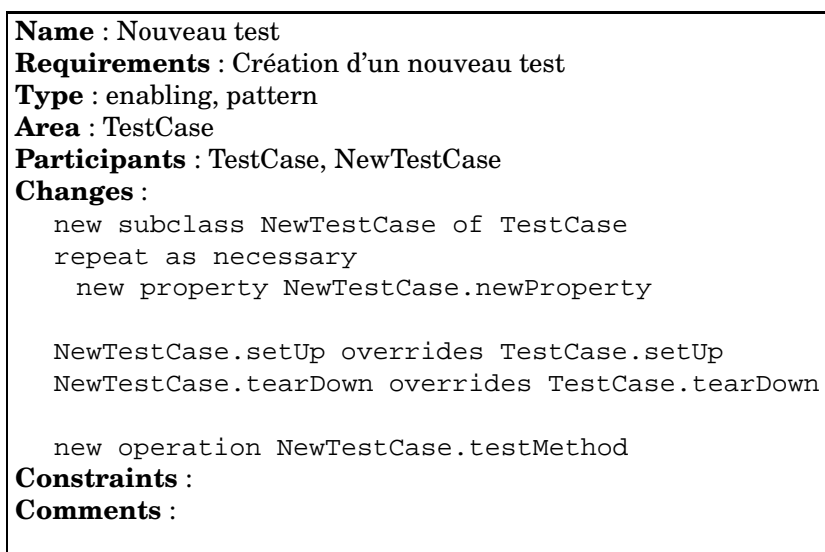 Name : Nouveau test
Requirements : Création d'un nouveau test
Type : enabling, pattern
Area : TestCase
Participants : TestCase, NewTestCase
Changes :
new subclass NewTestCase of TestCase
repeat as necessary
new property NewTestCase.newProperty
NewTestCase.setUp overrides TestCase.setUp
NewTestCase.tearDown overrides TestCase.tearDown
new operation NewTestCase.testMethod
Constraints :
Comments :